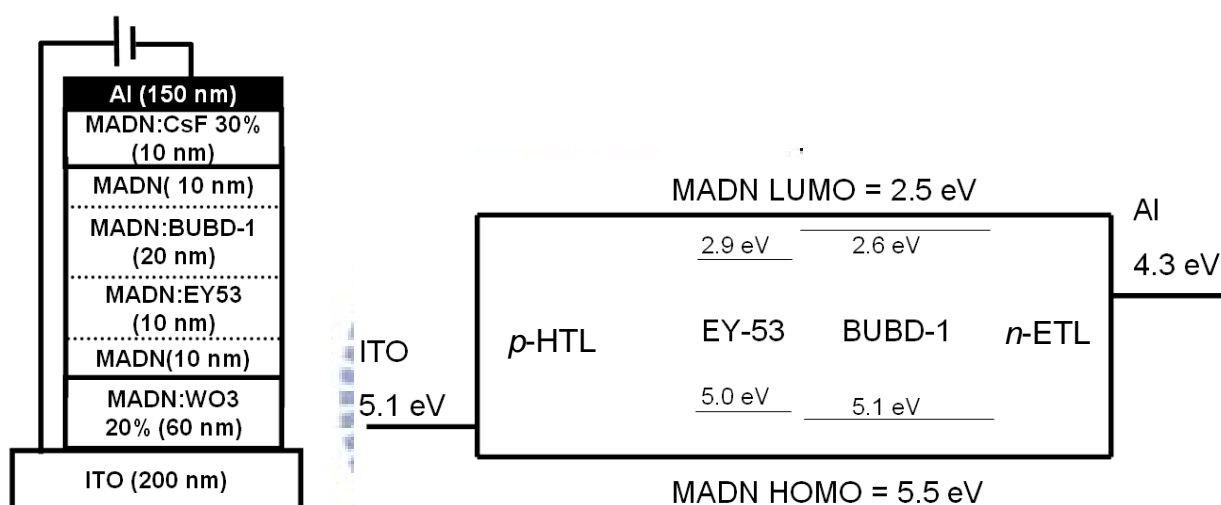 Al (150 nm)
MADN:CsF 30%
(10 nm)
MADN( 10 nm)
MADN:BUBD-1
(20 nm)
MADN:EY53
(10 nm)
MADN(10 nm)
MADN:WO3
20% (60 nm)
ITO (200 nm)
MADN LUMO = 2.5 eV
Al
4.3 eV
2.9 eV
2.6 eV
p-HTL
EY-53
BUBD-1
n-ETL
ITO
5.1 eV
5.0 eV
5.1 eV
MADN HOMO = 5.5 eV